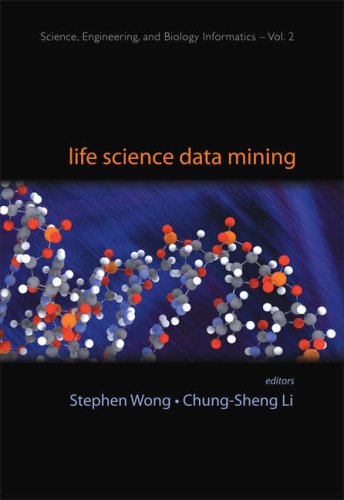 Science, Engineering, and Biology Informatics – Vol. 2
life science data mining
editors
Stephen Wong • Chung-Sheng Li